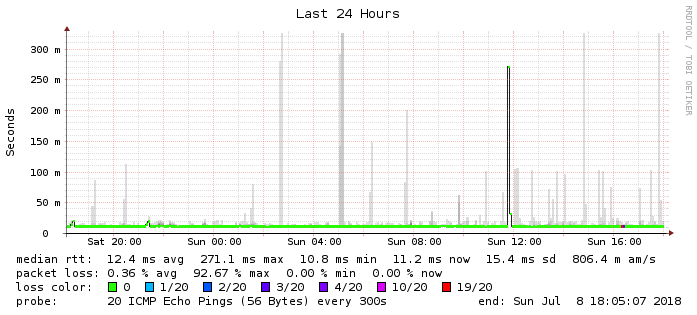 Last 24 Hours
RRDTOOL / TOBI OETIKER
Seconds
300 m
250 m
200 m
150 m
100 m
50 m
0
Sat 20:00 Sun 00:00 Sun 04:00 Sun 08:00 Sun 12:00 Sun 16:00
median rtt: 12.4 ms avg 271.1 ms max 10.8 ms min 11.2 ms now 15.4 ms sd 806.4 m am/s
packet loss: 0.36 % avg 92.67 % max 0.00 % min 0.00 % now
loss color: 0 1/20 2/20 3/20 4/20 10/20 19/20
probe: 20 ICMP Echo Pings (56 Bytes) every 300s end: Sun Jul 8 18:05:07 2018